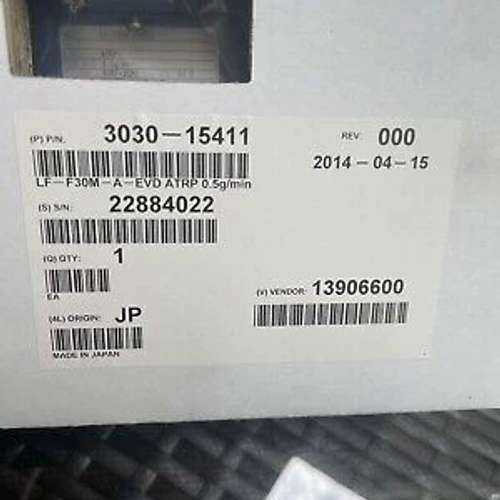 (P) P/N: 3030-15411 REV: 000
LF-F30M-A-EVD ATRP 0.5g/min 2014-04-15
(S) S/N: 22884022
(Q) QTY: 1
EA
(V) VENDOR: 13906600
(4L) ORIGIN: JP
MADE IN JAPAN